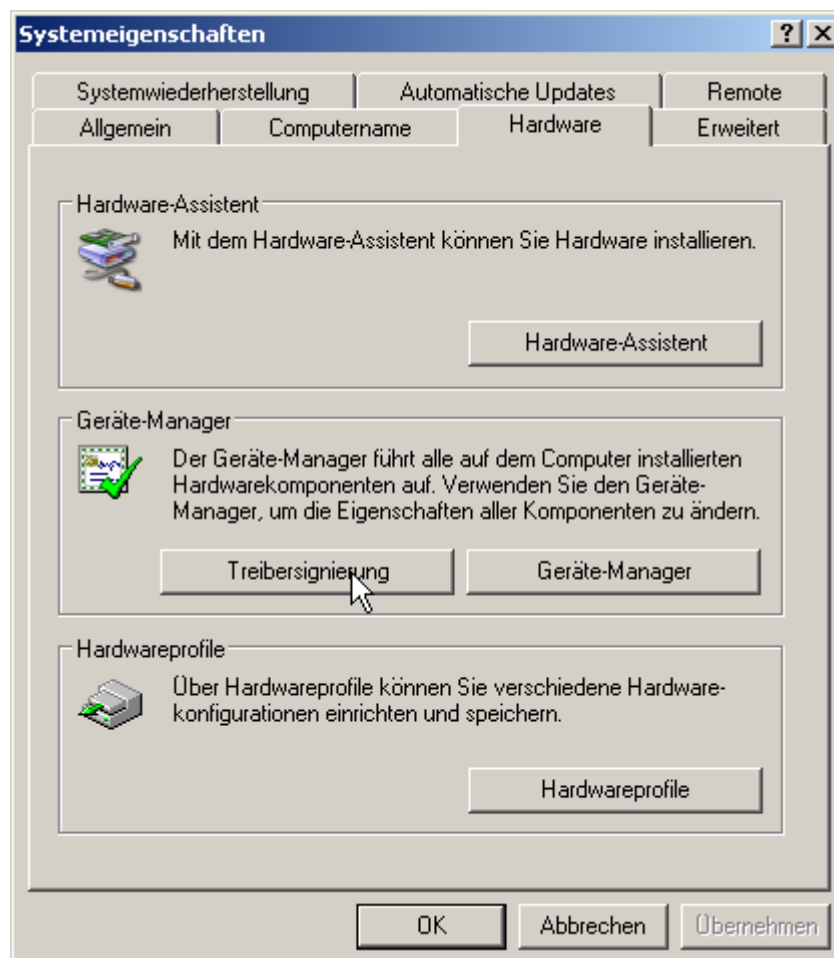 Systemeigenschaften
Systemwiederherstellung
Automatische Updates
Remote
Allgemein
Computername
Hardware
Erweitert
Hardware-Assistent
Mit dem Hardware-Assistent können Sie Hardware installieren.
Hardware-Assistent
Geräte-Manager
Der Geräte-Manager führt alle auf dem Computer installierten
Hardwarekomponenten auf. Verwenden Sie den Geräte-
Manager, um die Eigenschaften aller Komponenten zu ändern.
Treibersignierung
Geräte-Manager
Hardwareprofile
Über Hardwareprofile können Sie verschiedene Hardware-
konfigurationen einrichten und speichern.
Hardwareprofile
OK
Abbrechen
Übernehmen